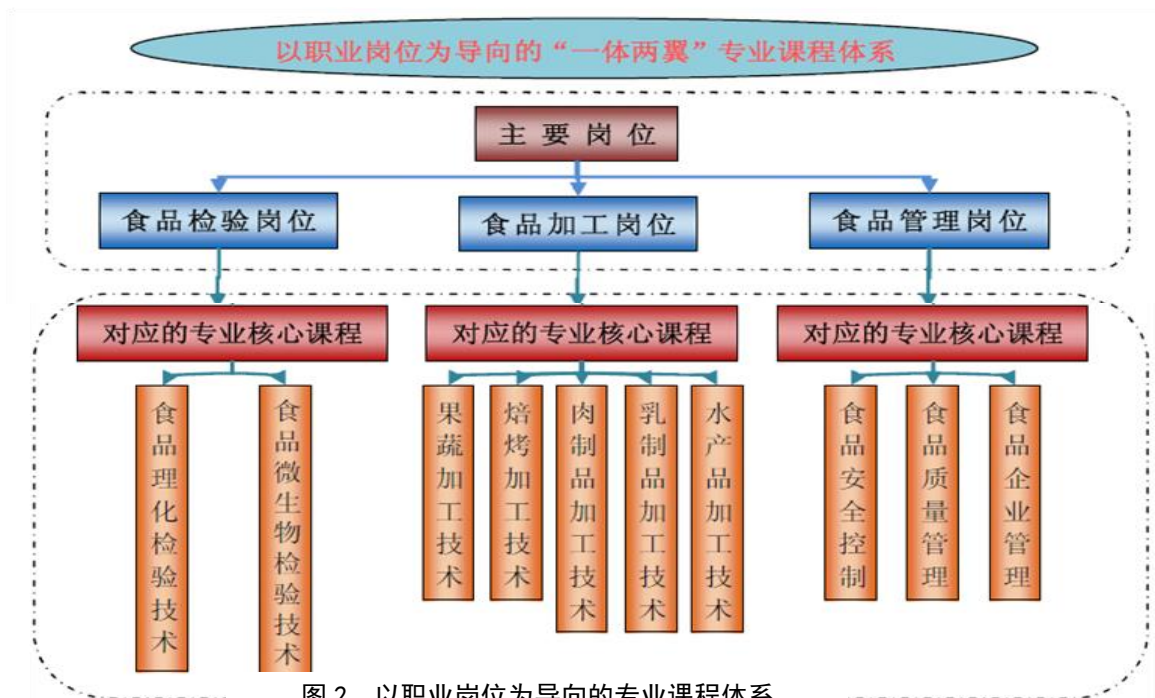 以职业岗位为导向的“一体两翼”专业课程体系
主要岗位
食品检验岗位
食品加工岗位
食品管理岗位
对应的专业核心课程
对应的专业核心课程
对应的专业核心课程
食品理化检验技术
食品微生物检验技术
果蔬加工技术
焙烤加工技术
肉制品加工技术
乳制品加工技术
水产品加工技术
食品安全控制
食品质量管理
食品企业管理
图 2 以职业岗位为导向的专业课程体系